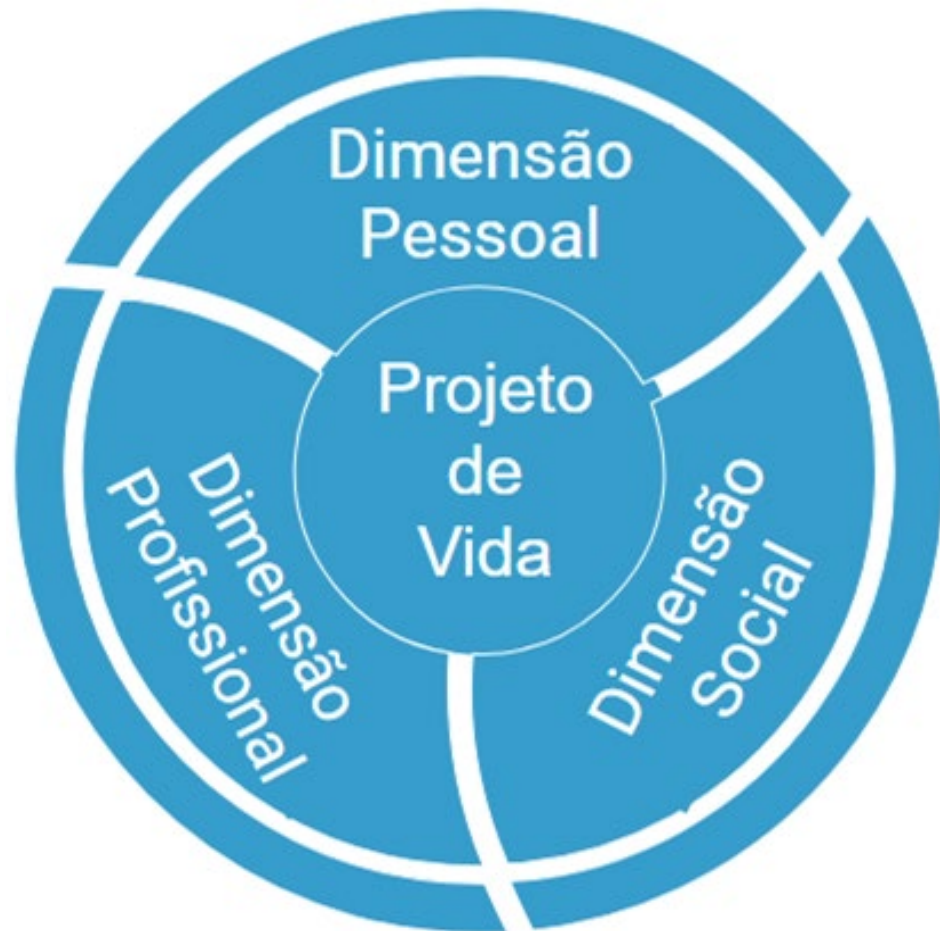 Dimensão
Pessoal
Projeto
de
Vida
Dimensão
Profissional
Dimensão
Social